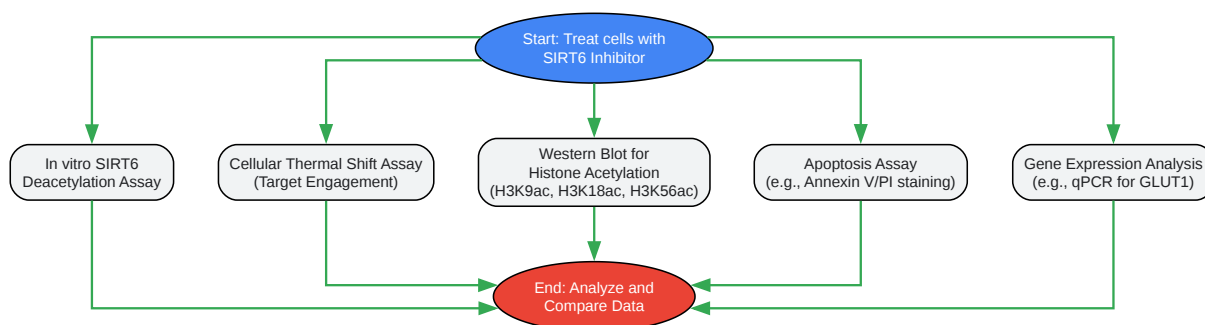 Start: Treat cells with
SIRT6 Inhibitor
In vitro SIRT6
Deacetylation Assay
Cellular Thermal Shift Assay
(Target Engagement)
Western Blot for
Histone Acetylation
(H3K9ac, H3K18ac, H3K56ac)
Apoptosis Assay
(e.g., Annexin V/PI staining)
Gene Expression Analysis
(e.g., qPCR for GLUT1)
End: Analyze and
Compare Data